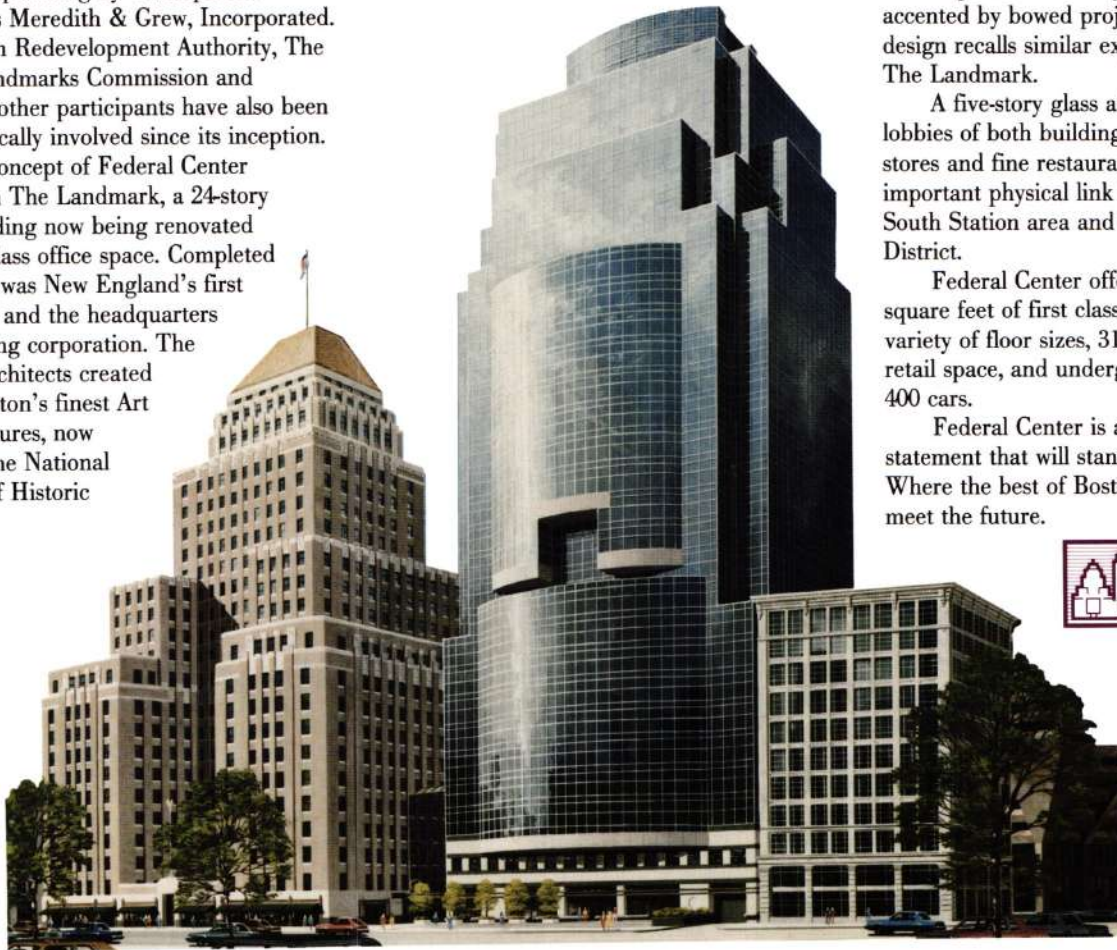 s Meredith & Grew, Incorporated.
Redevelopment Authority, The
ndmarks Commission and
other participants have also been
cally involved since its inception.
oncept of Federal Center
The Landmark, a 24-story
ding now being renovated
ass office space. Completed
was New England's first
and the headquarters
ng corporation. The
chitects created
ton's finest Art
ures, now
ne National
f Historic
accented by bowed proj
design recalls similar ex
The Landmark.
A five-story glass a
lobbies of both building
stores and fine restaura
important physical link
South Station area and
District.
Federal Center offe
square feet of first class
variety of floor sizes, 31
retail space, and underg
400 cars.
Federal Center is a
statement that will stan
Where the best of Bost
meet the future.